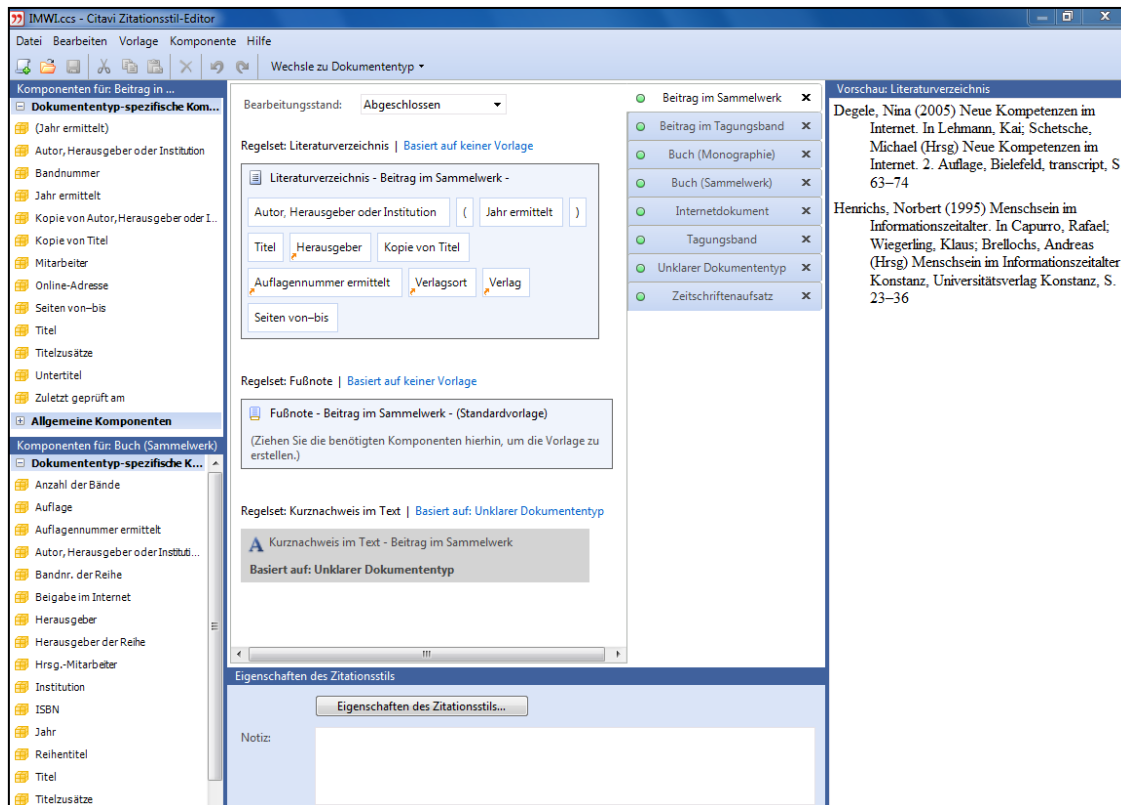 IMWI.ccs - Citavi Zitationsstil-Editor
Datei Bearbeiten Vorlage Komponente Hilfe
Wechsle zu Dokumententyp
Komponenten für: Beitrag in ...
Dokumententyp-spezifische Kom...
(Jahr ermittelt)
Autor, Herausgeber oder Institution
Bandnummer
Jahr ermittelt
Kopie von Autor, Herausgeber oder I...
Kopie von Titel
Mitarbeiter
Online-Adresse
Seiten von–bis
Titel
Titelzusätze
Untertitel
Zuletzt geprüft am
Allgemeine Komponenten
Komponenten für: Buch (Sammelwerk)
Dokumententyp-spezifische K...
Anzahl der Bände
Auflage
Auflagennummer ermittelt
Autor, Herausgeber oder Instituti...
Bandnr. der Reihe
Beigabe im Internet
Herausgeber
Herausgeber der Reihe
Hrsg.-Mitarbeiter
Institution
ISBN
Jahr
Reihentitel
Titel
Titelzusätze
Bearbeitungsstand: Abgeschlossen
Regelset: Literaturverzeichnis | Basiert auf keiner Vorlage
Literaturverzeichnis - Beitrag im Sammelwerk -
Autor, Herausgeber oder Institution ( Jahr ermittelt )
Titel Herausgeber Kopie von Titel
Auflagennummer ermittelt Verlagsort Verlag
Seiten von–bis
Regelset: Fußnote | Basiert auf keiner Vorlage
Fußnote - Beitrag im Sammelwerk - (Standardvorlage)
(Ziehen Sie die benötigten Komponenten hierhin, um die Vorlage zu
erstellen.)
Regelset: Kurznachweis im Text | Basiert auf: Unklarer Dokumententyp
A Kurznachweis im Text - Beitrag im Sammelwerk
Basiert auf: Unklarer Dokumententyp
Beitrag im Sammelwerk
Beitrag im Tagungsband
Buch (Monographie)
Buch (Sammelwerk)
Internetdokument
Tagungsband
Unklarer Dokumententyp
Zeitschriftenaufsatz
Eigenschaften des Zitationsstils
Eigenschaften des Zitationsstils...
Notiz:
Vorschau: Literaturverzeichnis
Degele, Nina (2005) Neue Kompetenzen im
Internet. In Lehmann, Kai; Schetsche,
Michael (Hrsg) Neue Kompetenzen im
Internet. 2. Auflage, Bielefeld, transcript, S
63–74
Henrichs, Norbert (1995) Menschsein im
Informationszeitalter. In Capurro, Rafael;
Wiegerling, Klaus; Brellochs, Andreas
(Hrsg) Menschsein im Informationszeitalter
Konstanz, Universitätsverlag Konstanz, S.
23–36